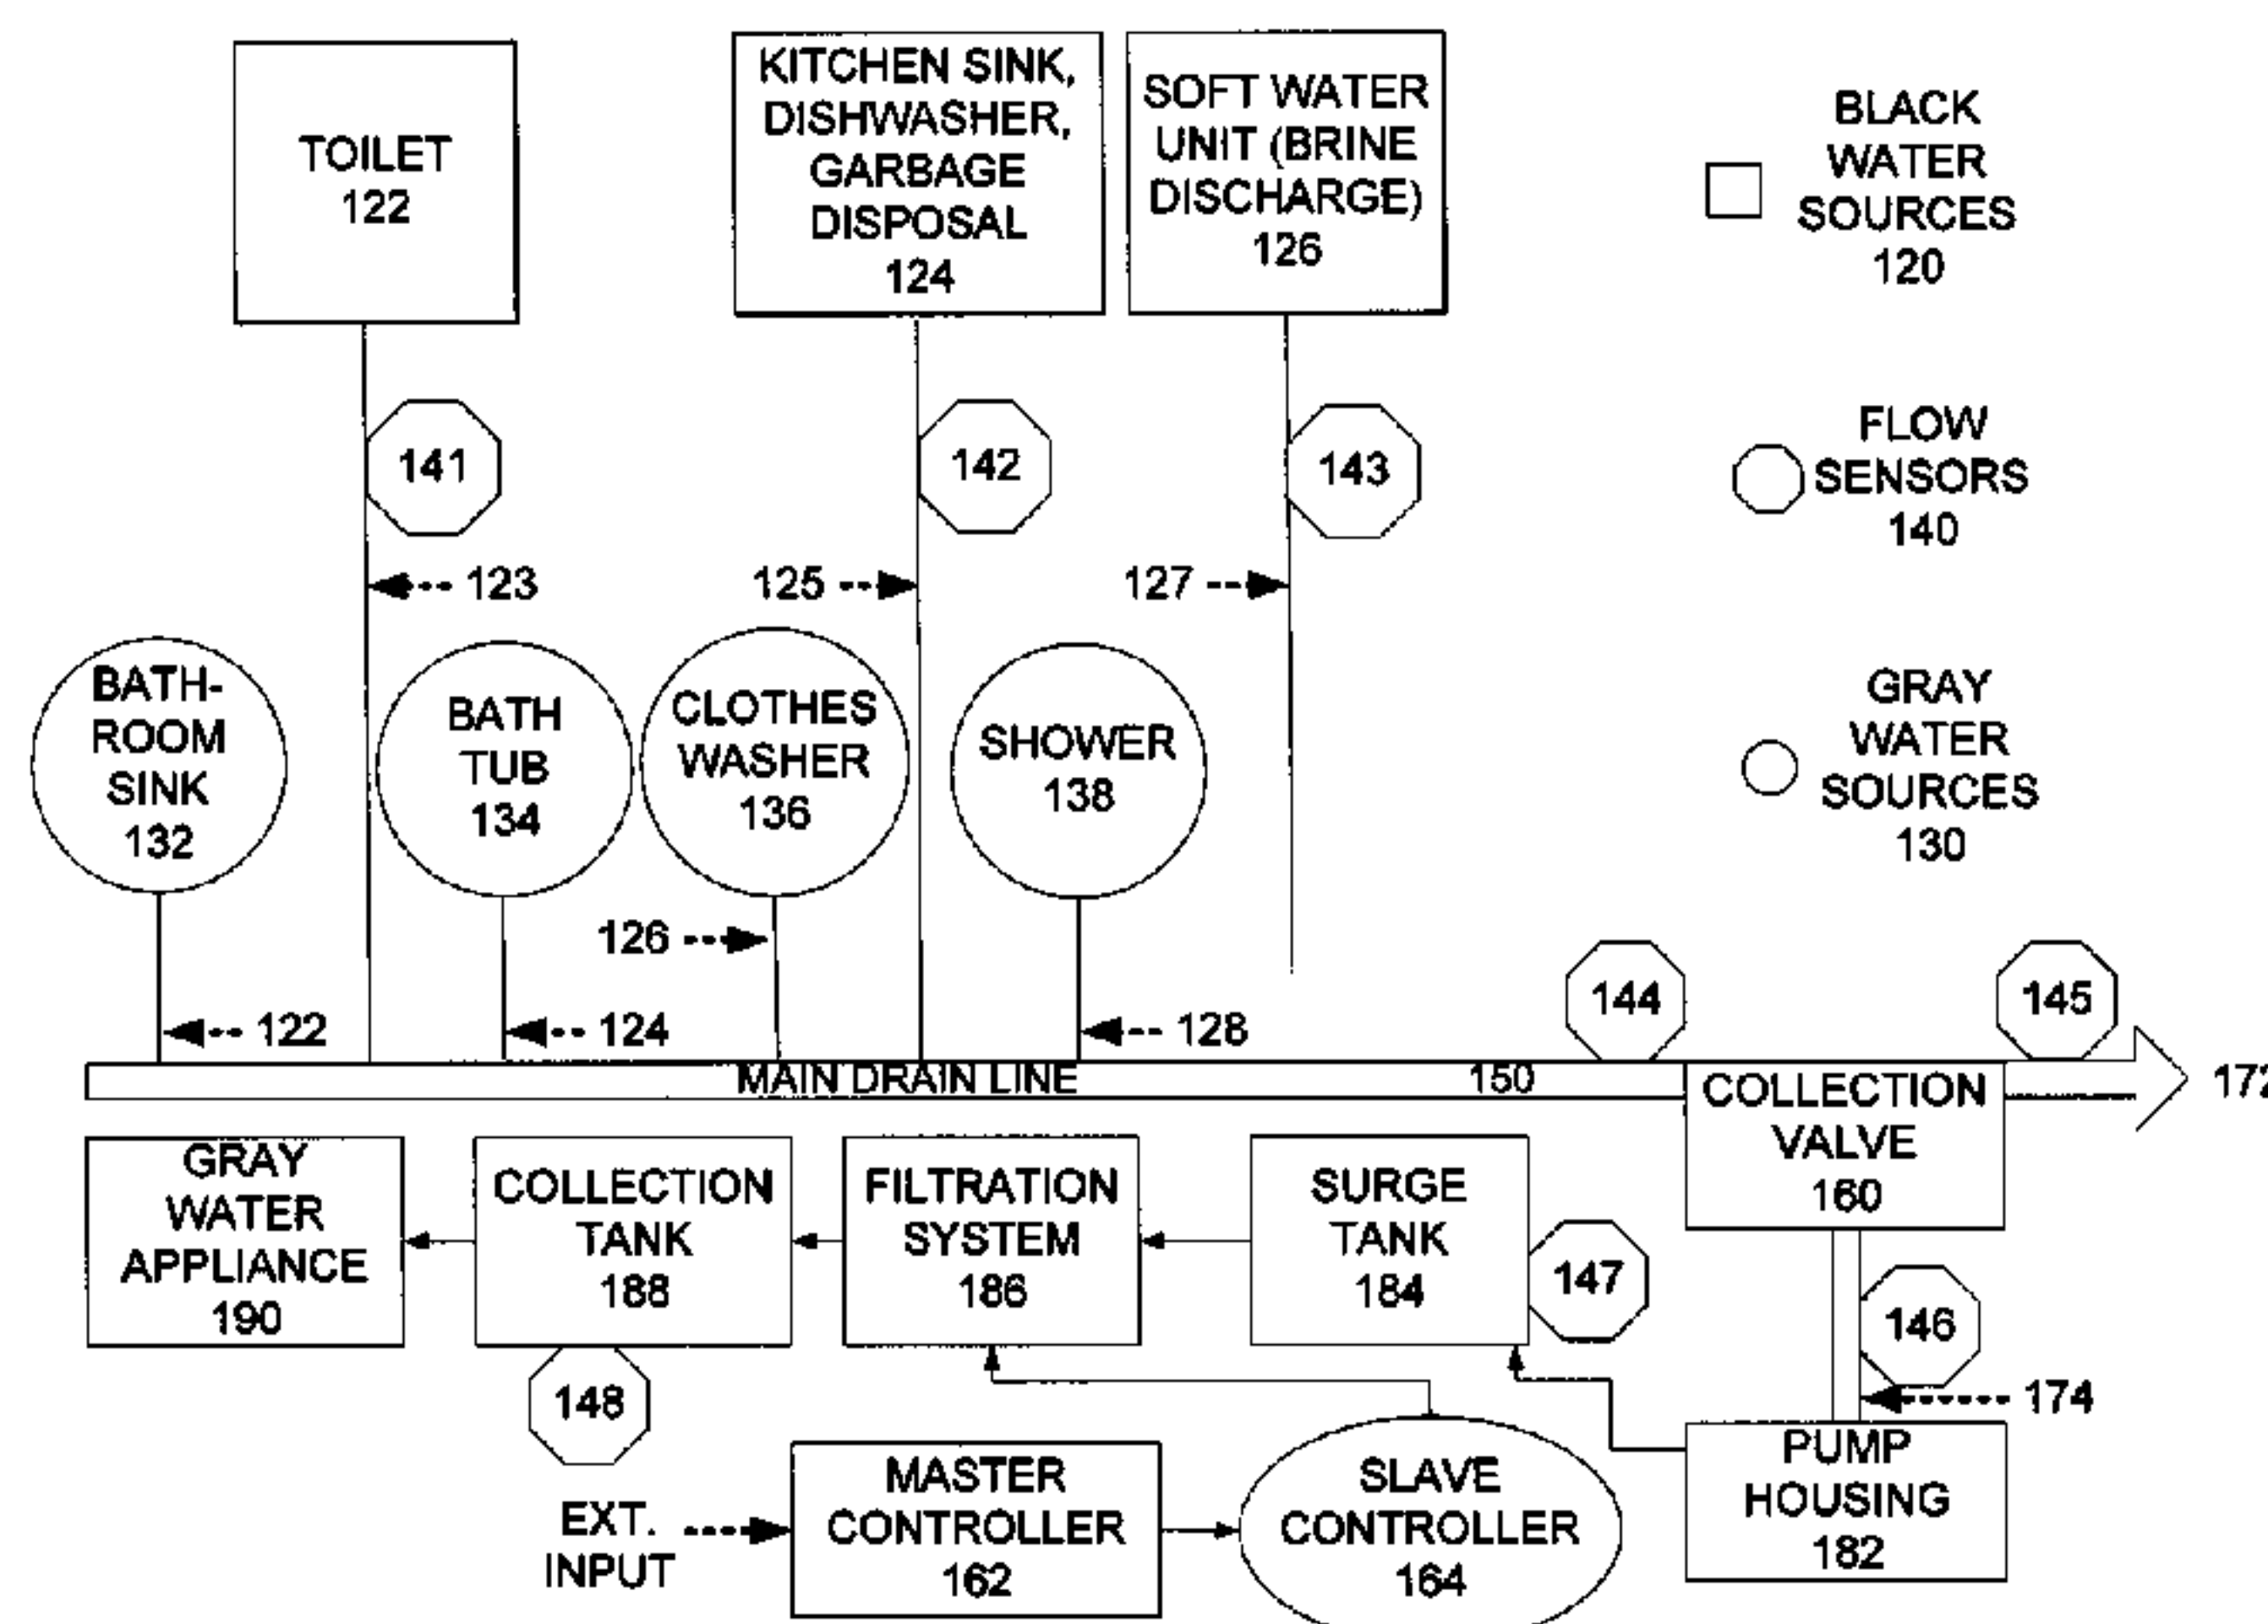 TOILET
122
KITCHEN SINK,
DISHWASHER,
GARBAGE
DISPOSAL
124
SOFT WATER
UNIT (BRINE
DISCHARGE)
126
BLACK
WATER
SOURCES
120
141
142
143
FLOW
SENSORS
140
123
125
127
BATH-
ROOM
SINK
132
BATH
TUB
134
CLOTHES
WASHER
136
SHOWER
138
GRAY
WATER
SOURCES
130
126
122
124
128
144
145
MAIN DRAIN LINE
150
172
COLLECTION
VALVE
160
GRAY
WATER
APPLIANCE
190
COLLECTION
TANK
188
FILTRATION
SYSTEM
186
SURGE
TANK
184
147
146
148
174
EXT.
INPUT
MASTER
CONTROLLER
162
SLAVE
CONTROLLER
164
PUMP
HOUSING
182